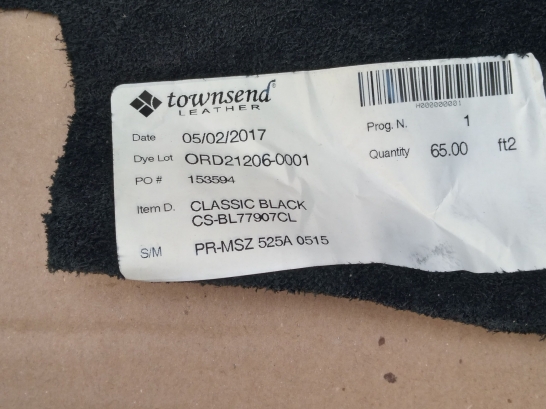 townsend®
LEATHER
H000000001
Date 05/02/2017
Prog. N. 1
Dye Lot ORD21206-0001
Quantity 65.00 ft2
PO # 153594
Item D. CLASSIC BLACK
CS-BL77907CL
S/M PR-MSZ 525A 0515